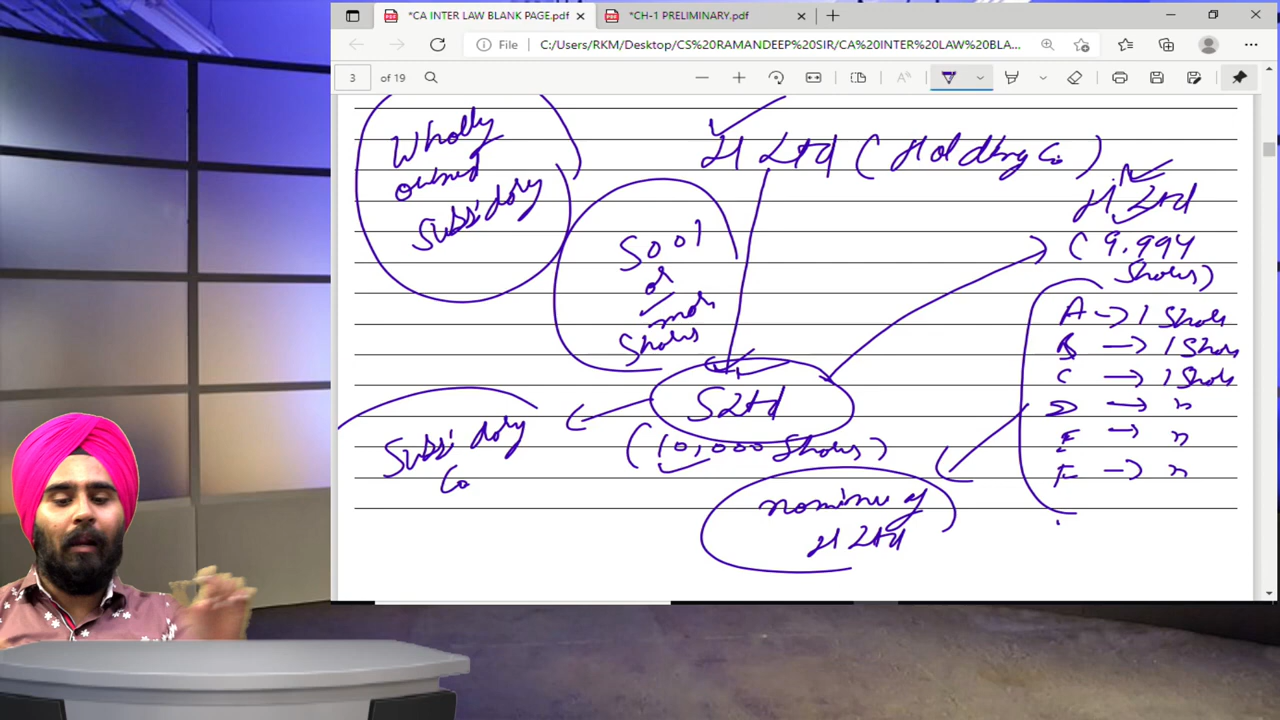 *CA INTER LAW BLANK PAGE.pdf
*CH-1 PRELIMINARY.pdf
File
C:/Users/RKM/Desktop/CS%20RAMANDEEP%20SIR/CA%20INTER%20LAW%20BLA...
3 of 19
Wholly
owned
Subsidory
H Ltd (Holding Co)
5001
or
more
Shares
H Ltd
(9,994
Shares)
A → 1 Share
B → 1 Share
C → 1 Share
D → n
E → n
F → n
S Ltd
(10,000 Shares)
Subsidory
Co
nominee of
H Ltd